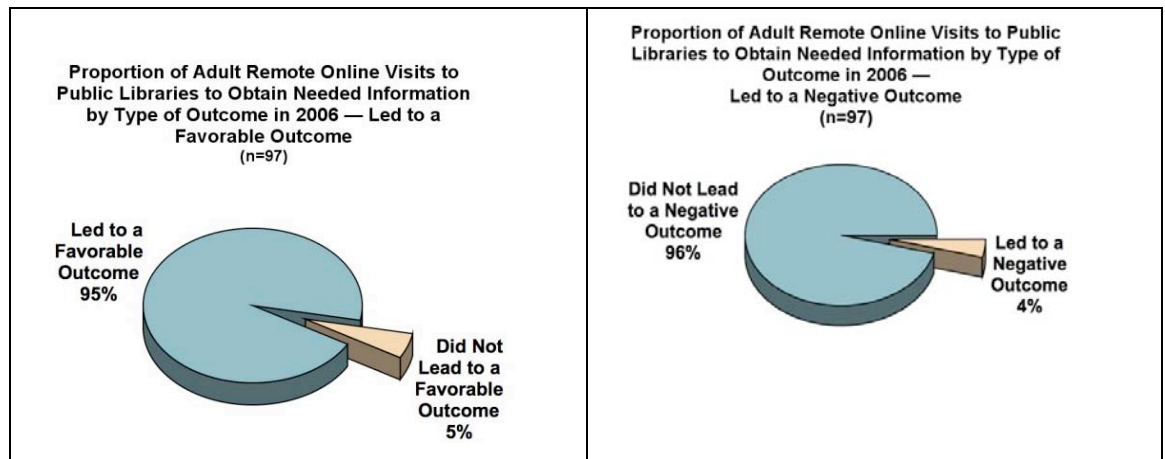 Proportion of Adult Remote Online Visits to
Public Libraries to Obtain Needed Information
by Type of Outcome in 2006 — Led to a
Favorable Outcome
(n=97)
Led to a
Favorable
Outcome
95%
Did Not
Lead to a
Favorable
Outcome
5%
Proportion of Adult Remote Online Visits to Public
Libraries to Obtain Needed Information by Type of
Outcome in 2006 —
Led to a Negative Outcome
(n=97)
Did Not Lead
to a Negative
Outcome
96%
Led to a
Negative
Outcome
4%